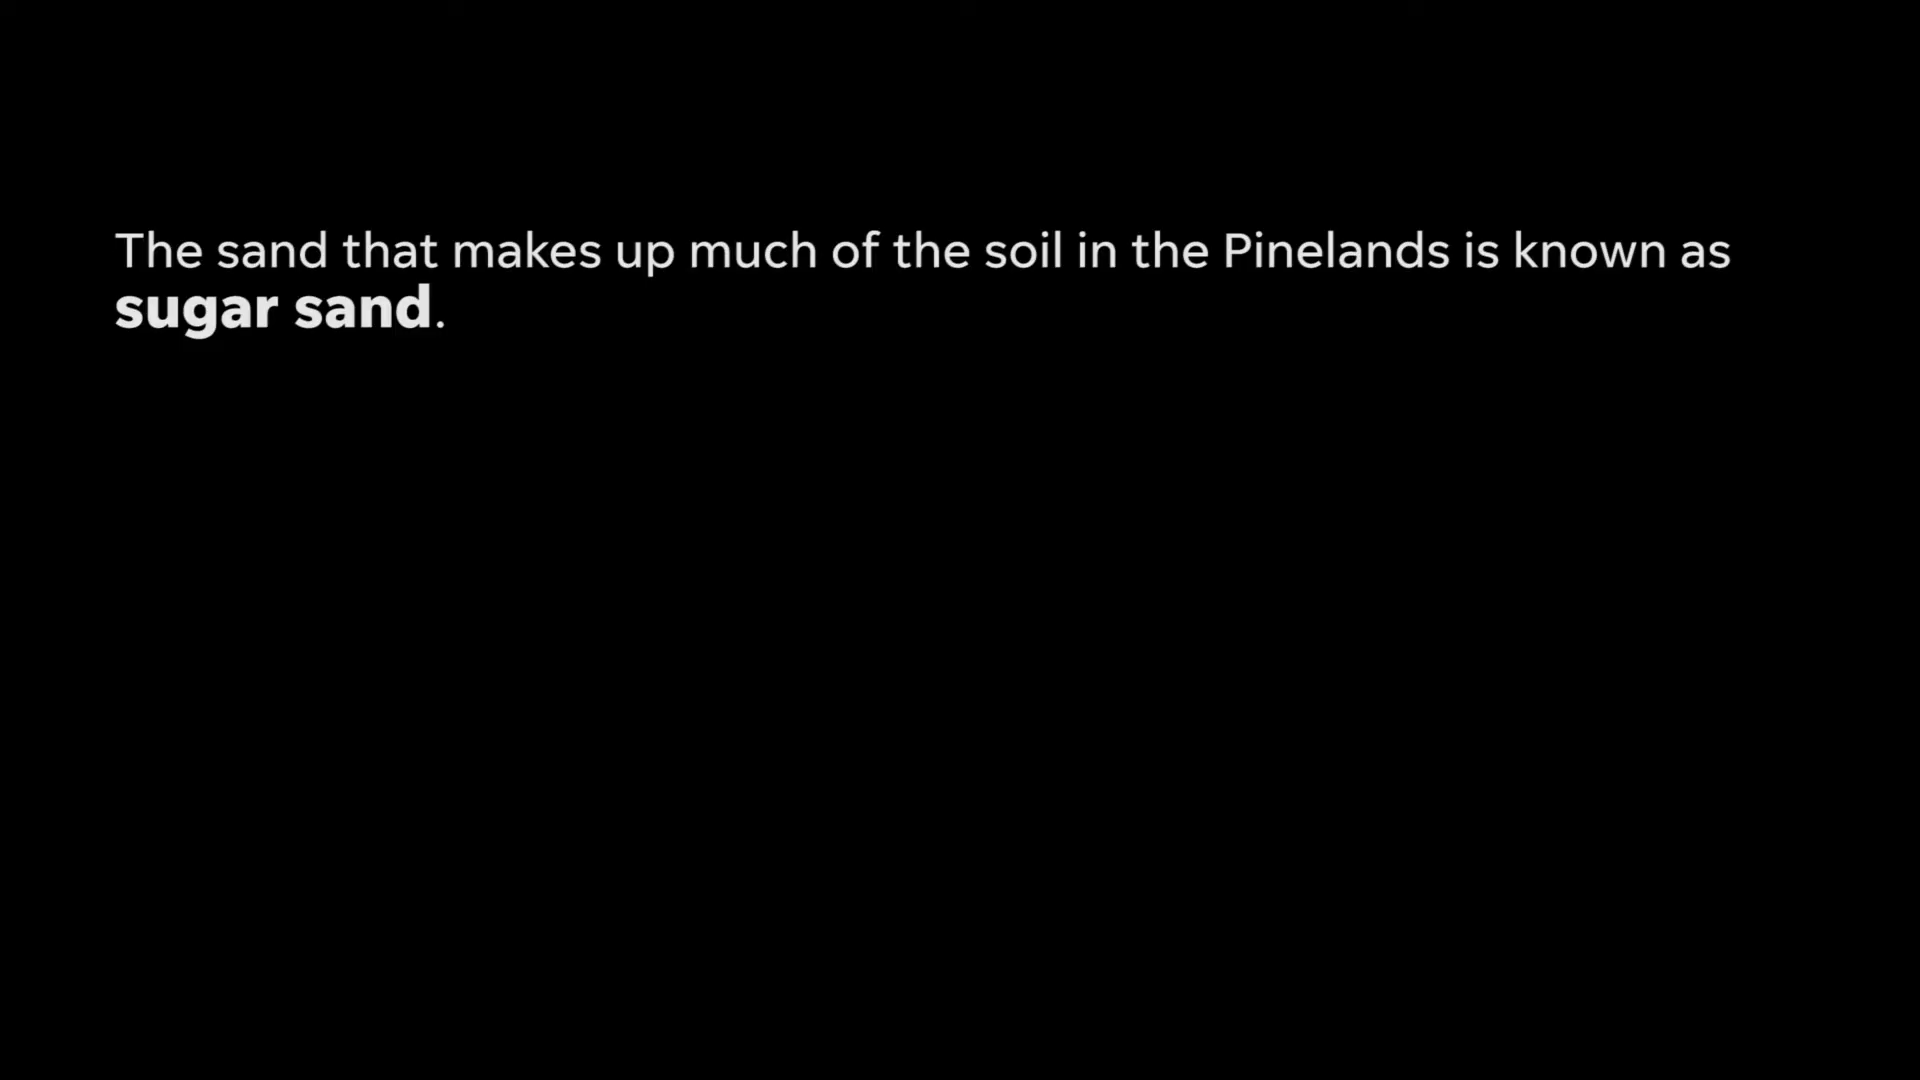 The sand that makes up much of the soil in the Pinelands is known as
sugar sand.